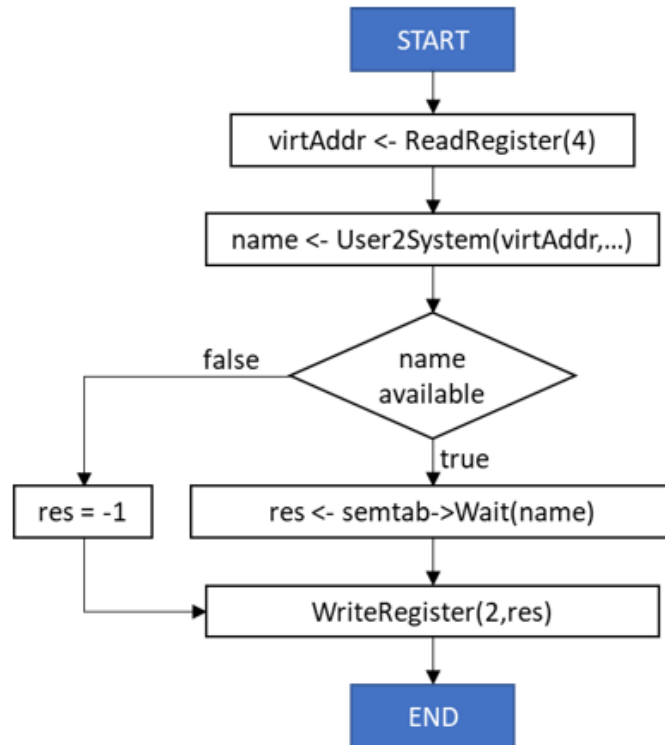 START
virtAddr <- ReadRegister(4)
name <- User2System(virtAddr,...)
name
available
false
true
res = -1
res <- semtab->Wait(name)
WriteRegister(2,res)
END